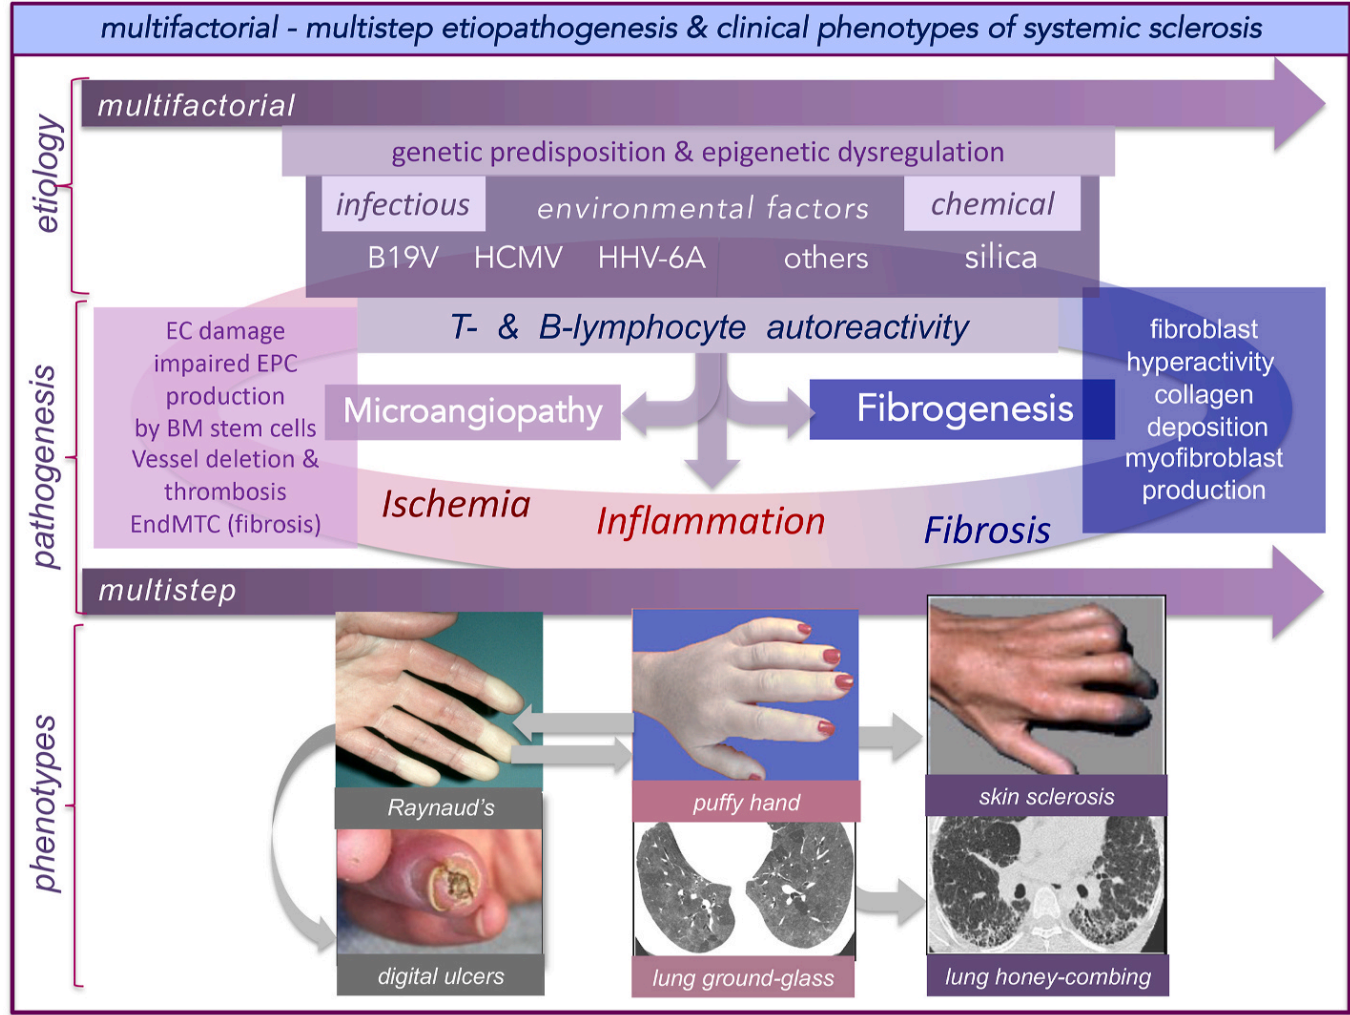 multifactorial - multistep etiopathogenesis & clinical phenotypes of systemic sclerosis
etiology
multifactorial
genetic predisposition & epigenetic dysregulation
infectious
environmental factors
chemical
B19V HCMV HHV-6A others silica
pathogenesis
T- & B-lymphocyte autoreactivity
EC damage
impaired EPC
production
by BM stem cells
Vessel deletion &
thrombosis
EndMTC (fibrosis)
Microangiopathy
Fibrogenesis
fibroblast
hyperactivity
collagen
deposition
myofibroblast
production
Ischemia
Inflammation
Fibrosis
multistep
phenotypes
Raynaud's
puffy hand
skin sclerosis
digital ulcers
lung ground-glass
lung honey-combing